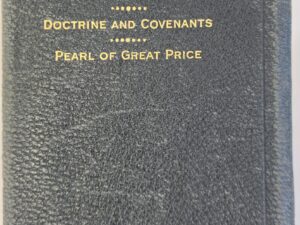 DOCTRINE AND COVENANTS
PEARL OF GREAT PRICE